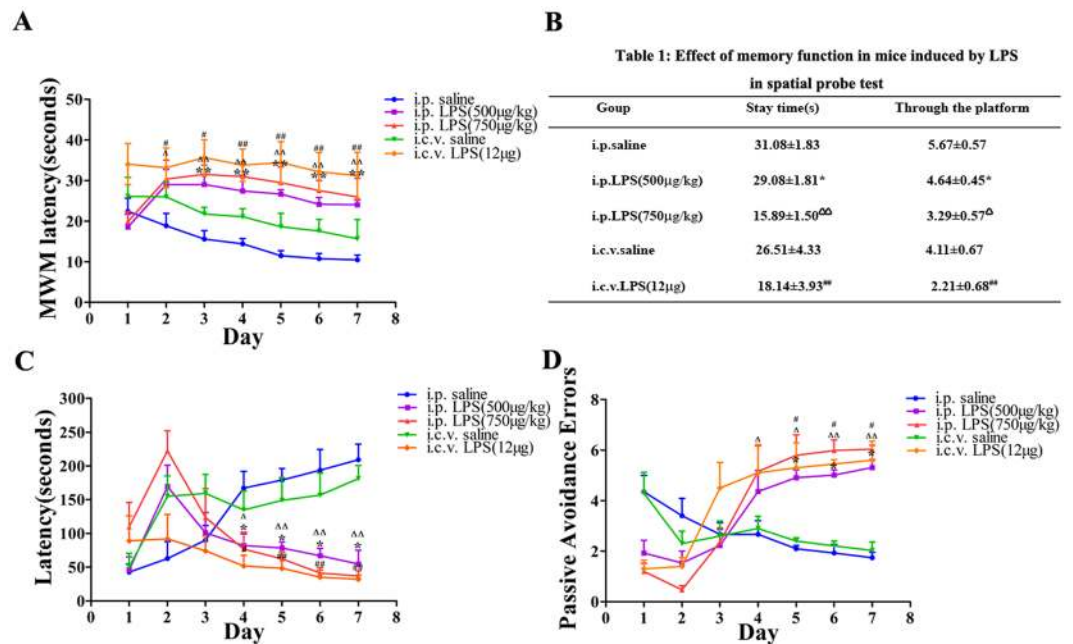 A
MWM latency(seconds)
50
40
30
20
10
0
0 1 2 3 4 5 6 7 8
Day
i.p. saline
i.p. LPS(500μg/kg)
i.p. LPS(750μg/kg)
i.c.v. saline
i.c.v. LPS(12μg)
# # ## ## ## ##
^ ^^ ^^ ^^ ^^ ^^
☆☆ ☆☆ ☆☆ ☆☆ ☆☆
B
Table 1: Effect of memory function in mice induced by LPS
in spatial probe test
Goup Stay time(s) Through the platform
i.p.saline 31.08±1.83 5.67±0.57
i.p.LPS(500μg/kg) 29.08±1.81* 4.64±0.45*
i.p.LPS(750μg/kg) 15.89±1.50ΔΔ 3.29±0.57Δ
i.c.v.saline 26.51±4.33 4.11±0.67
i.c.v.LPS(12μg) 18.14±3.93## 2.21±0.68##
C
Latency(seconds)
300
250
200
150
100
50
0
0 1 2 3 4 5 6 7 8
Day
i.p. saline
i.p. LPS(500μg/kg)
i.p. LPS(750μg/kg)
i.c.v. saline
i.c.v. LPS(12μg)
^ ^^ ^^ ^^
☆ ☆ ☆ ☆
## ## ##
D
Passive Avoidance Errors
8
6
4
2
0
0 1 2 3 4 5 6 7 8
Day
i.p. saline
i.p. LPS(500μg/kg)
i.p. LPS(750μg/kg)
i.c.v. saline
i.c.v. LPS(12μg)
# # #
^ ^ ^^ ^^
☆ ☆ ☆